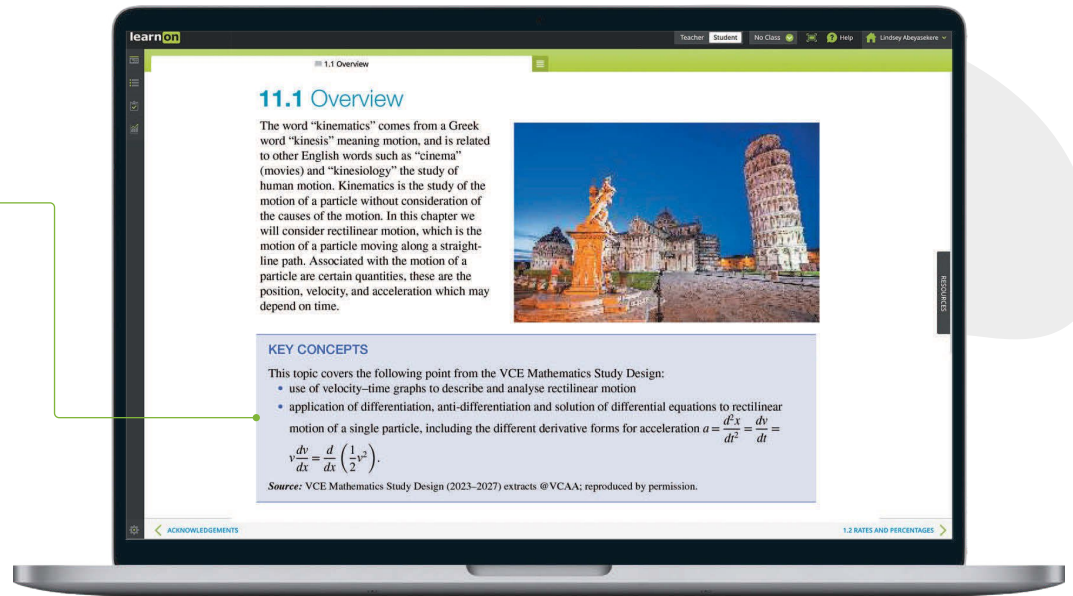 learnon
Teacher Student No Class Help Lindsey Abeyasekere
1.1 Overview
11.1 Overview
The word “kinematics” comes from a Greek
word “kinesis” meaning motion, and is related
to other English words such as “cinema”
(movies) and “kinesiology” the study of
human motion. Kinematics is the study of the
motion of a particle without consideration of
the causes of the motion. In this chapter we
will consider rectilinear motion, which is the
motion of a particle moving along a straight-
line path. Associated with the motion of a
particle are certain quantities, these are the
position, velocity, and acceleration which may
depend on time.
RESOURCES
KEY CONCEPTS
This topic covers the following point from the VCE Mathematics Study Design:
• use of velocity–time graphs to describe and analyse rectilinear motion
• application of differentiation, anti-differentiation and solution of differential equations to rectilinear
motion of a single particle, including the different derivative forms for acceleration a = d²x/dt² = dv/dt =
v dv/dx = d/dx (1/2 v²).
Source: VCE Mathematics Study Design (2023–2027) extracts @VCAA; reproduced by permission.
ACKNOWLEDGEMENTS
1.2 RATES AND PERCENTAGES